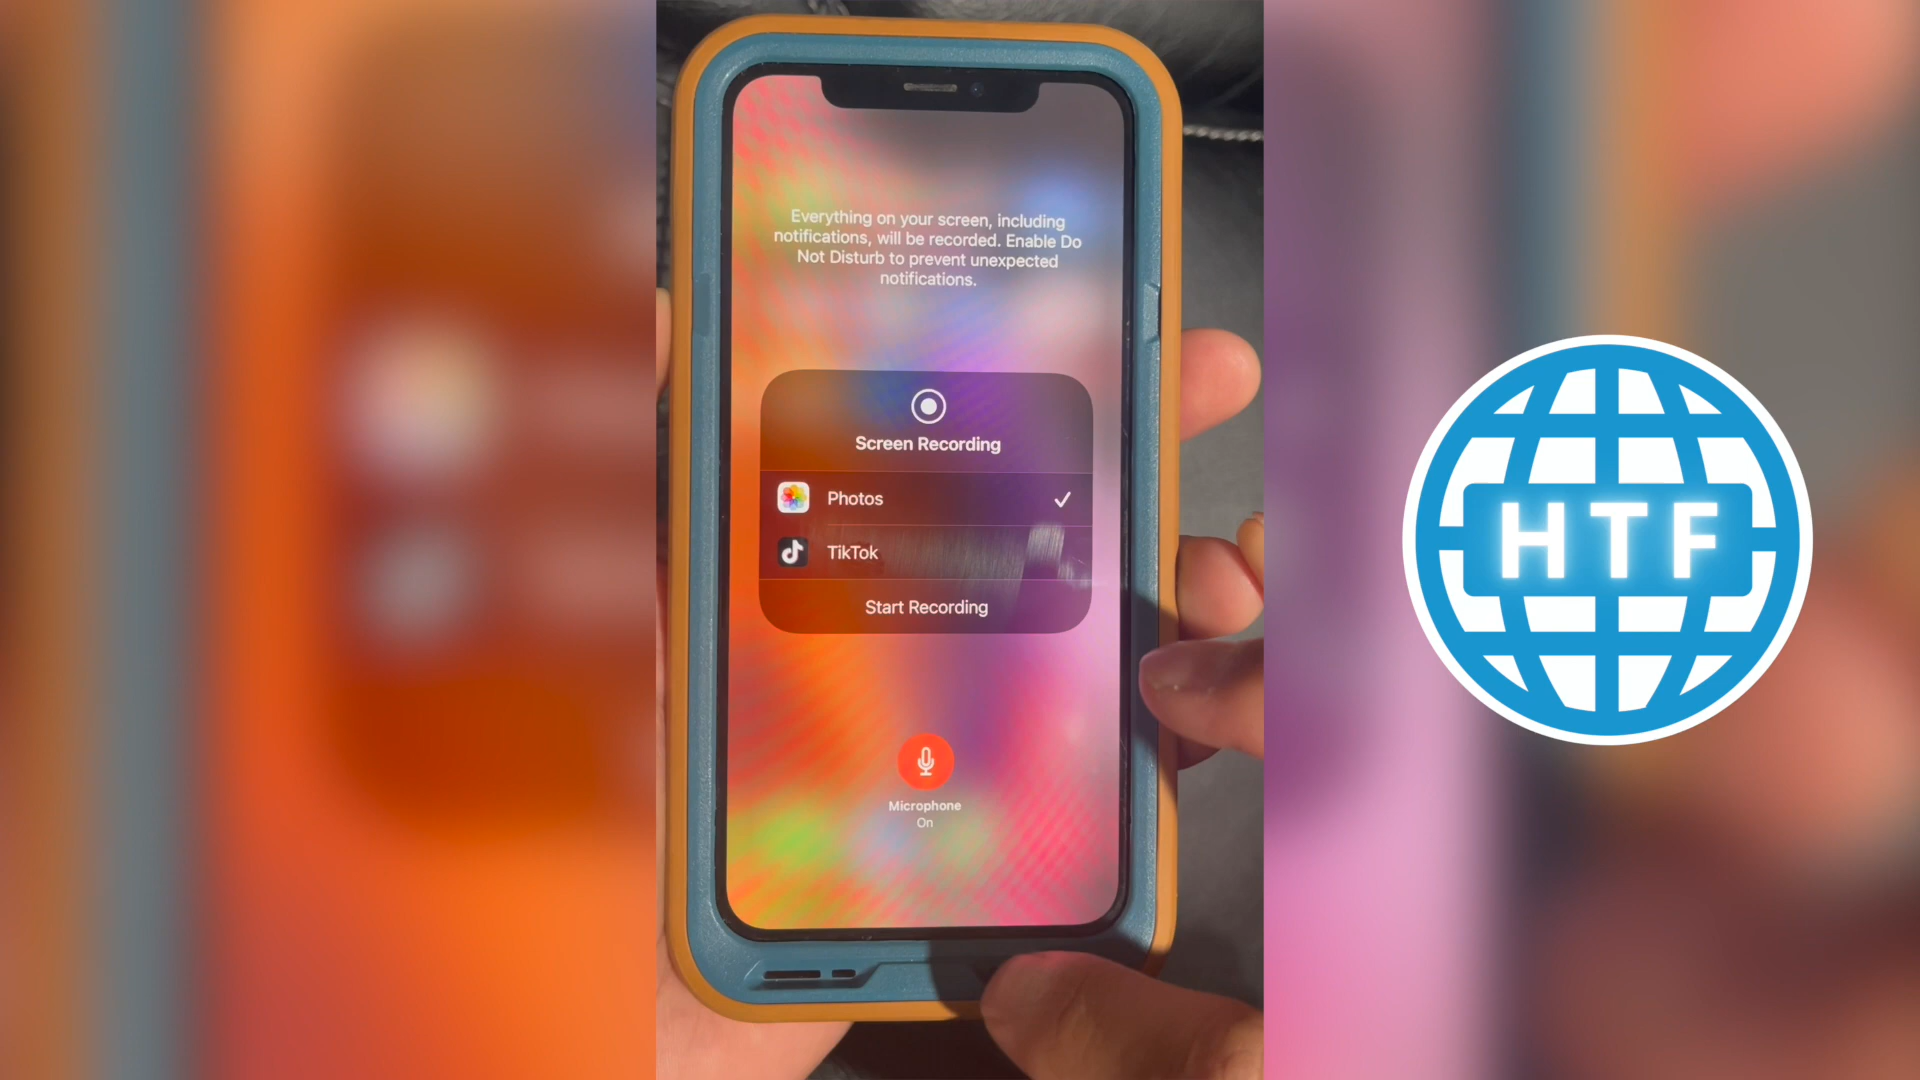 Everything on your screen, including
notifications, will be recorded. Enable Do
Not Disturb to prevent unexpected
notifications.
Screen Recording
Photos
TikTok
Start Recording
Microphone
On
HTF